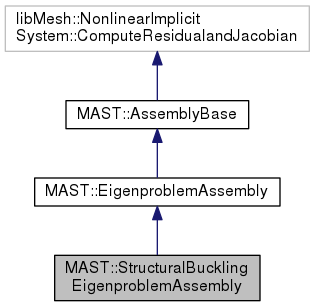 libMesh::NonlinearImplicit
System::ComputeResidualandJacobian
MAST::AssemblyBase
MAST::EigenproblemAssembly
MAST::StructuralBuckling
EigenproblemAssembly